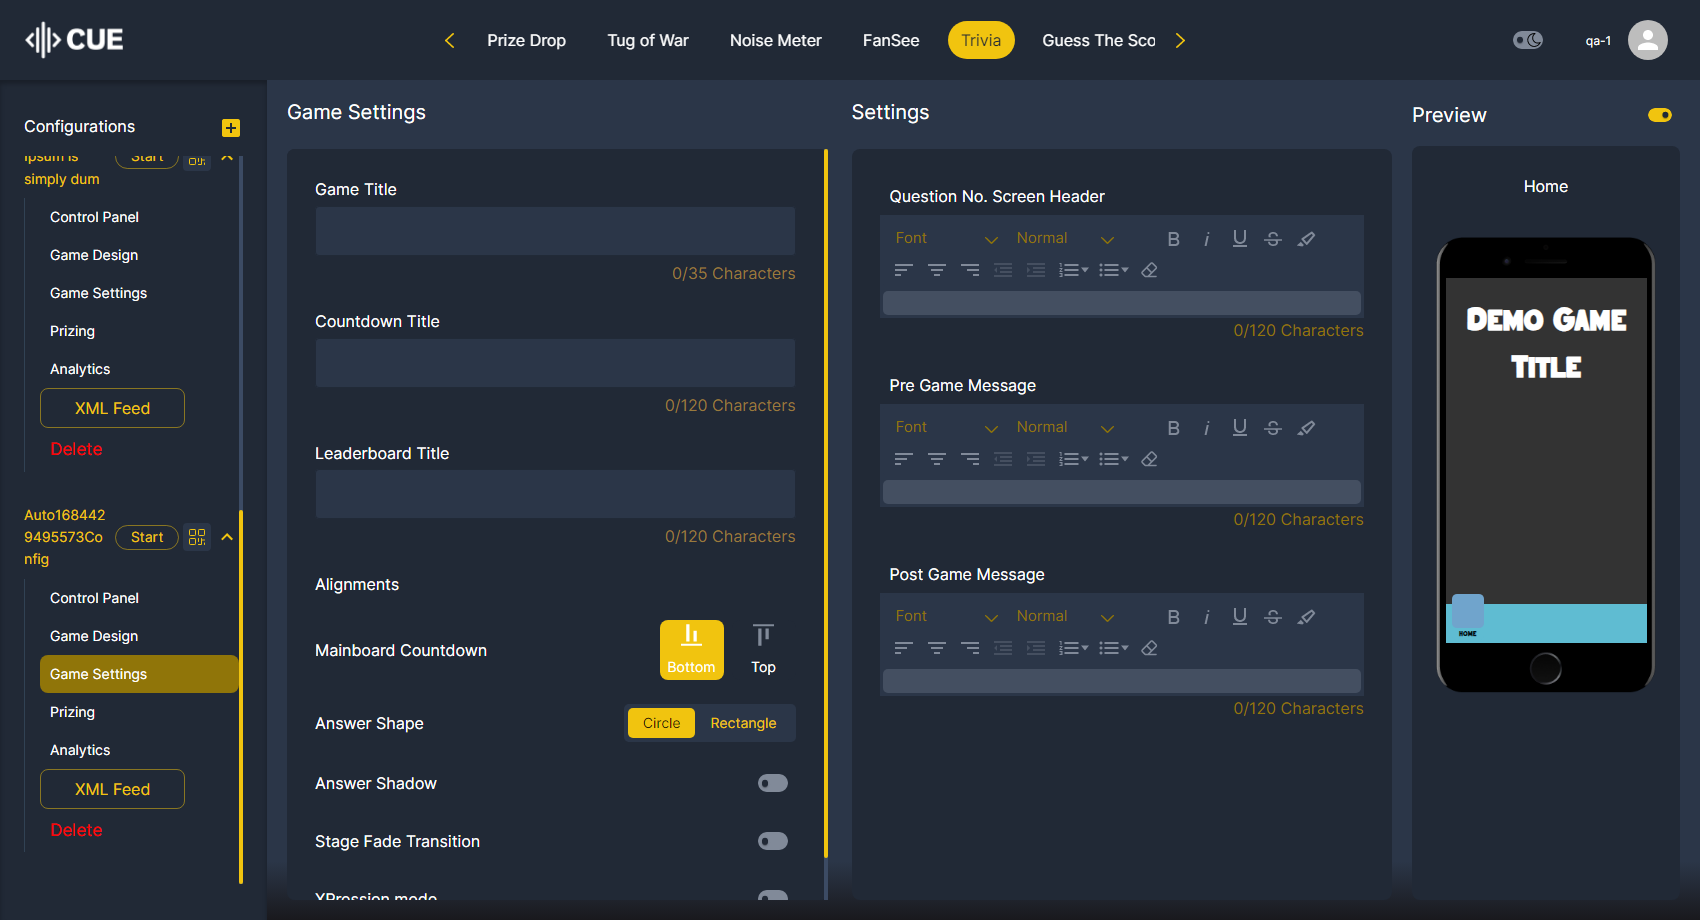 CUE
Prize Drop
Tug of War
Noise Meter
FanSee
Trivia
Guess The Sco
qa-1
Configurations
Ipsum is
simply dum
Start
Control Panel
Game Design
Game Settings
Prizing
Analytics
XML Feed
Delete
Auto168442
9495573Co
nfig
Start
Control Panel
Game Design
Game Settings
Prizing
Analytics
XML Feed
Delete
Game Settings
Game Title
0/35 Characters
Countdown Title
0/120 Characters
Leaderboard Title
0/120 Characters
Alignments
Mainboard Countdown
Bottom
Top
Answer Shape
Circle
Rectangle
Answer Shadow
Stage Fade Transition
XPression mode
Settings
Question No. Screen Header
Font
Normal
0/120 Characters
Pre Game Message
Font
Normal
0/120 Characters
Post Game Message
Font
Normal
0/120 Characters
Preview
Home
Demo Game
Title
HOME